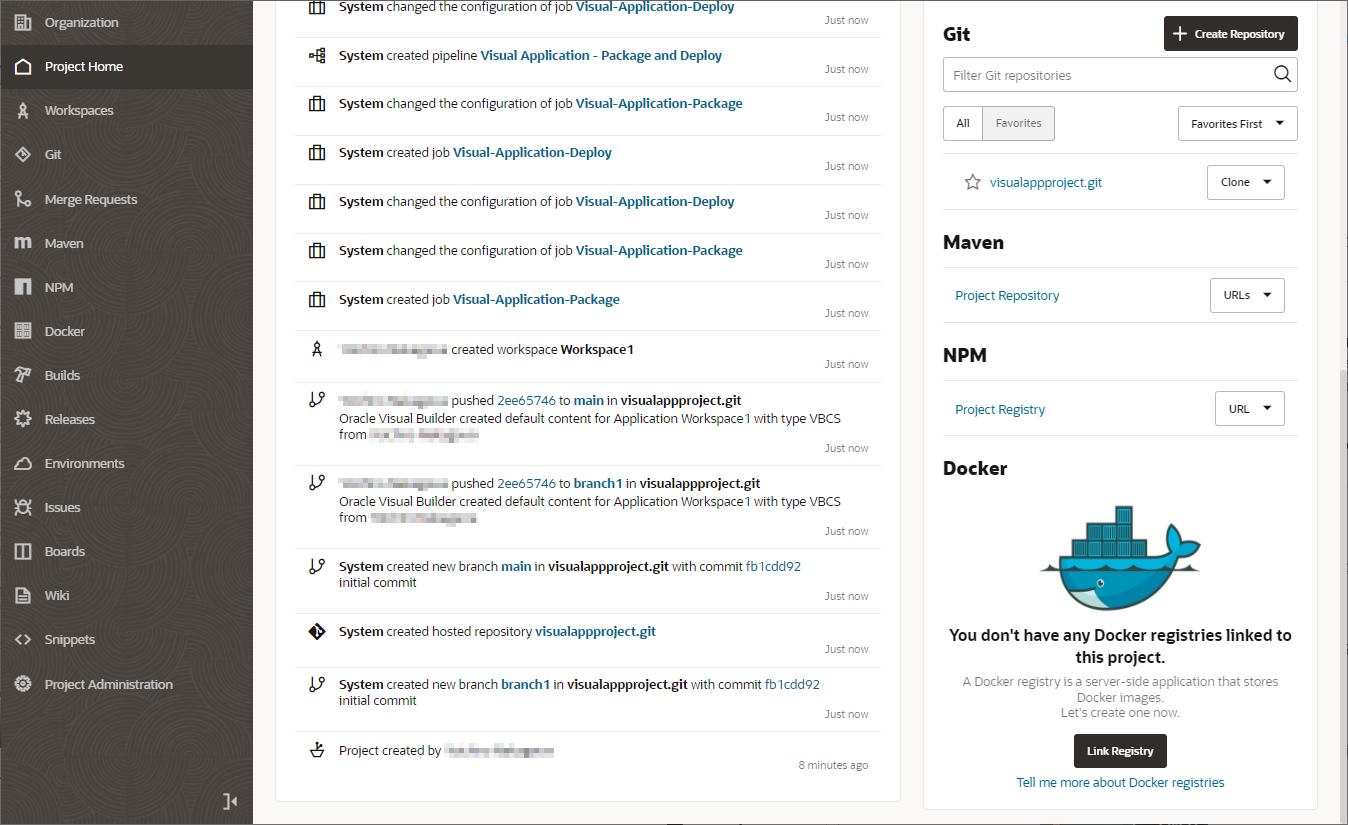 Organization
Project Home
Workspaces
Git
Merge Requests
Maven
NPM
Docker
Builds
Releases
Environments
Issues
Boards
Wiki
Snippets
Project Administration
System changed the configuration of job Visual-Application-Deploy
Just now
System created pipeline Visual Application - Package and Deploy
Just now
System changed the configuration of job Visual-Application-Package
Just now
System created job Visual-Application-Deploy
Just now
System changed the configuration of job Visual-Application-Deploy
Just now
System changed the configuration of job Visual-Application-Package
Just now
System created job Visual-Application-Package
Just now
created workspace Workspace1
Just now
pushed 2ee65746 to main in visualappproject.git
Oracle Visual Builder created default content for Application Workspace1 with type VBCS
from
Just now
pushed 2ee65746 to branch1 in visualappproject.git
Oracle Visual Builder created default content for Application Workspace1 with type VBCS
from
Just now
System created new branch main in visualappproject.git with commit fb1cdd92
initial commit
Just now
System created hosted repository visualappproject.git
Just now
System created new branch branch1 in visualappproject.git with commit fb1cdd92
initial commit
Just now
Project created by
8 minutes ago
Git
Create Repository
Filter Git repositories
All Favorites
Favorites First
visualappproject.git
Clone
Maven
Project Repository
URLs
NPM
Project Registry
URL
Docker
You don't have any Docker registries linked to
this project.
A Docker registry is a server-side application that stores
Docker images.
Let's create one now.
Link Registry
Tell me more about Docker registries